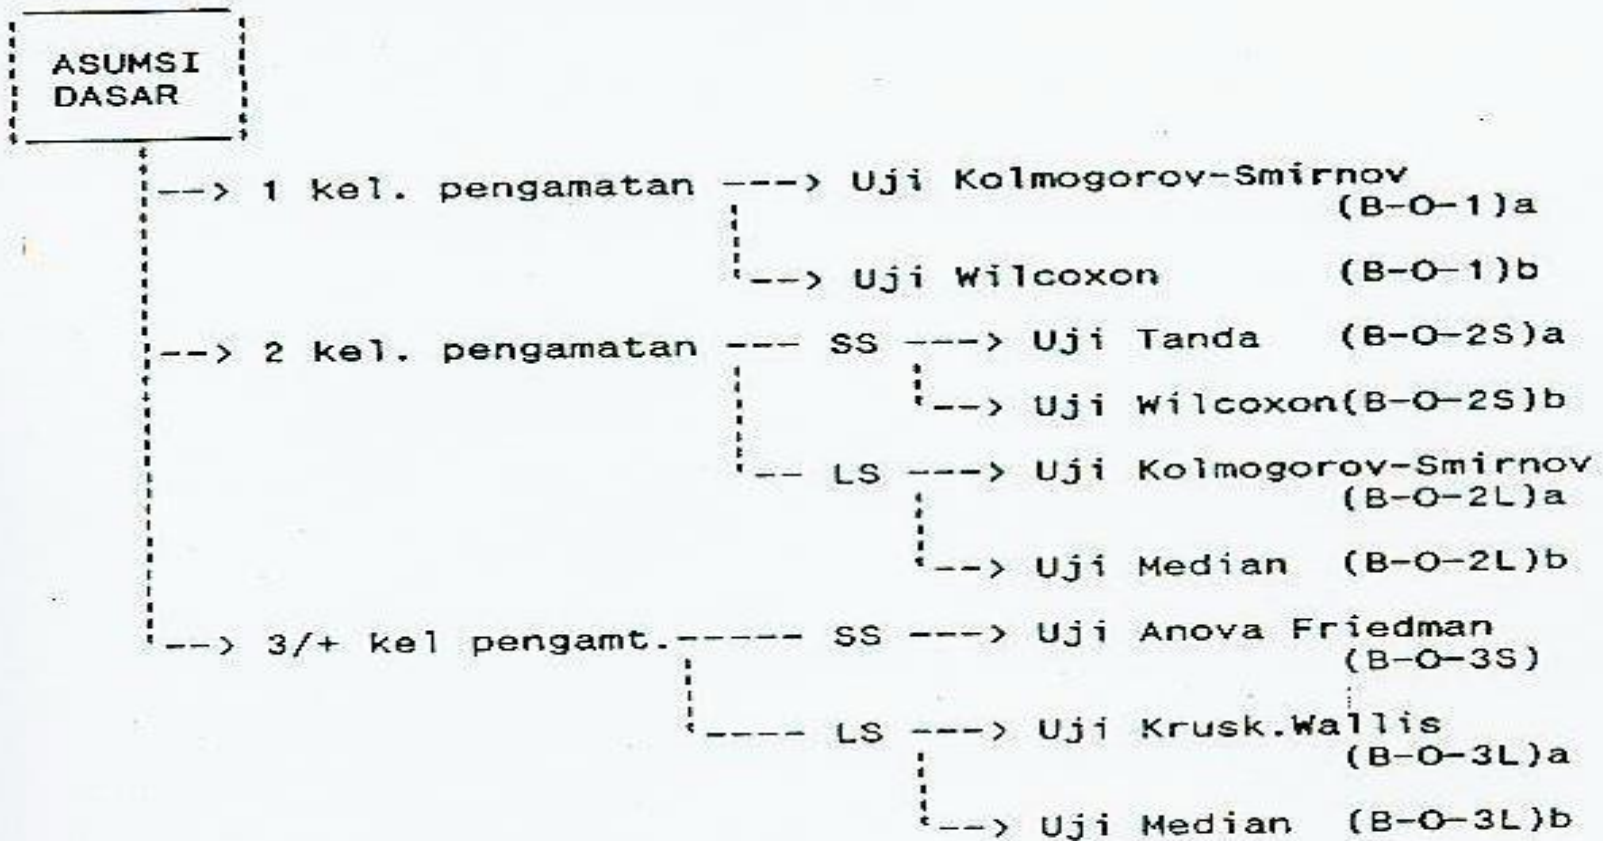 ASUMSI
DASAR
--> 1 kel. pengamatan ---> Uji Kolmogorov-Smirnov
(B-O-1)a
--> Uji Wilcoxon (B-O-1)b
--> 2 kel. pengamatan --- SS ---> Uji Tanda (B-O-2S)a
--> Uji Wilcoxon(B-O-2S)b
-- LS ---> Uji Kolmogorov-Smirnov
(B-O-2L)a
--> Uji Median (B-O-2L)b
--> 3/+ kel pengamt.----- SS ---> Uji Anova Friedman
(B-O-3S)
---- LS ---> Uji Krusk.Wallis
(B-O-3L)a
--> Uji Median (B-O-3L)b